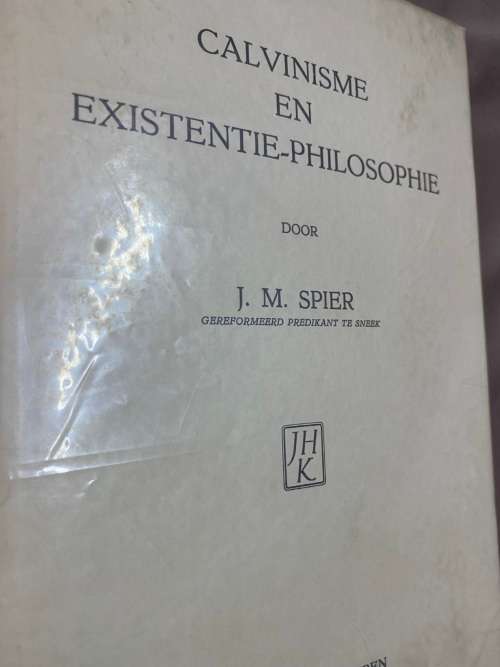 CALVINISME
EN
EXISTENTIE-PHILOSOPHIE
DOOR
J. M. SPIER
GEREFORMEERD PREDIKANT TE SNEEK
JH
K